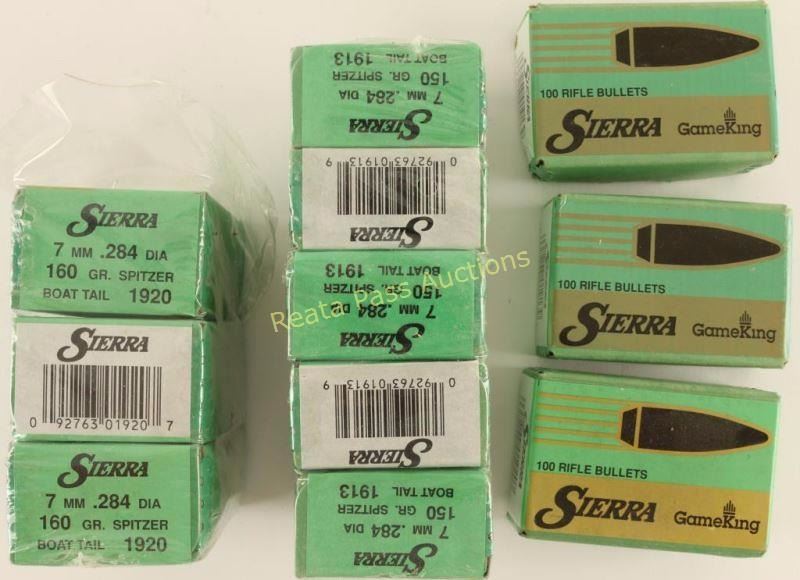 SIERRA
7 MM .284 DIA
160 GR. SPITZER
BOAT TAIL 1920
SIERRA
0 92763 01920 7
SIERRA
7 MM .284 DIA
160 GR. SPITZER
BOAT TAIL 1920
SIERRA
7 MM .284 DIA
150 GR. SPITZER
BOAT TAIL 1913
SIERRA
0 92763 01913 9
SIERRA
7 MM .284 DIA
150 GR. SPITZER
BOAT TAIL 1913
SIERRA
0 92763 01913 9
SIERRA
7 MM .284 DIA
150 GR. SPITZER
BOAT TAIL 1913
100 RIFLE BULLETS
SIERRA GameKing
100 RIFLE BULLETS
SIERRA GameKing
100 RIFLE BULLETS
SIERRA GameKing
Reata Pass Auctions